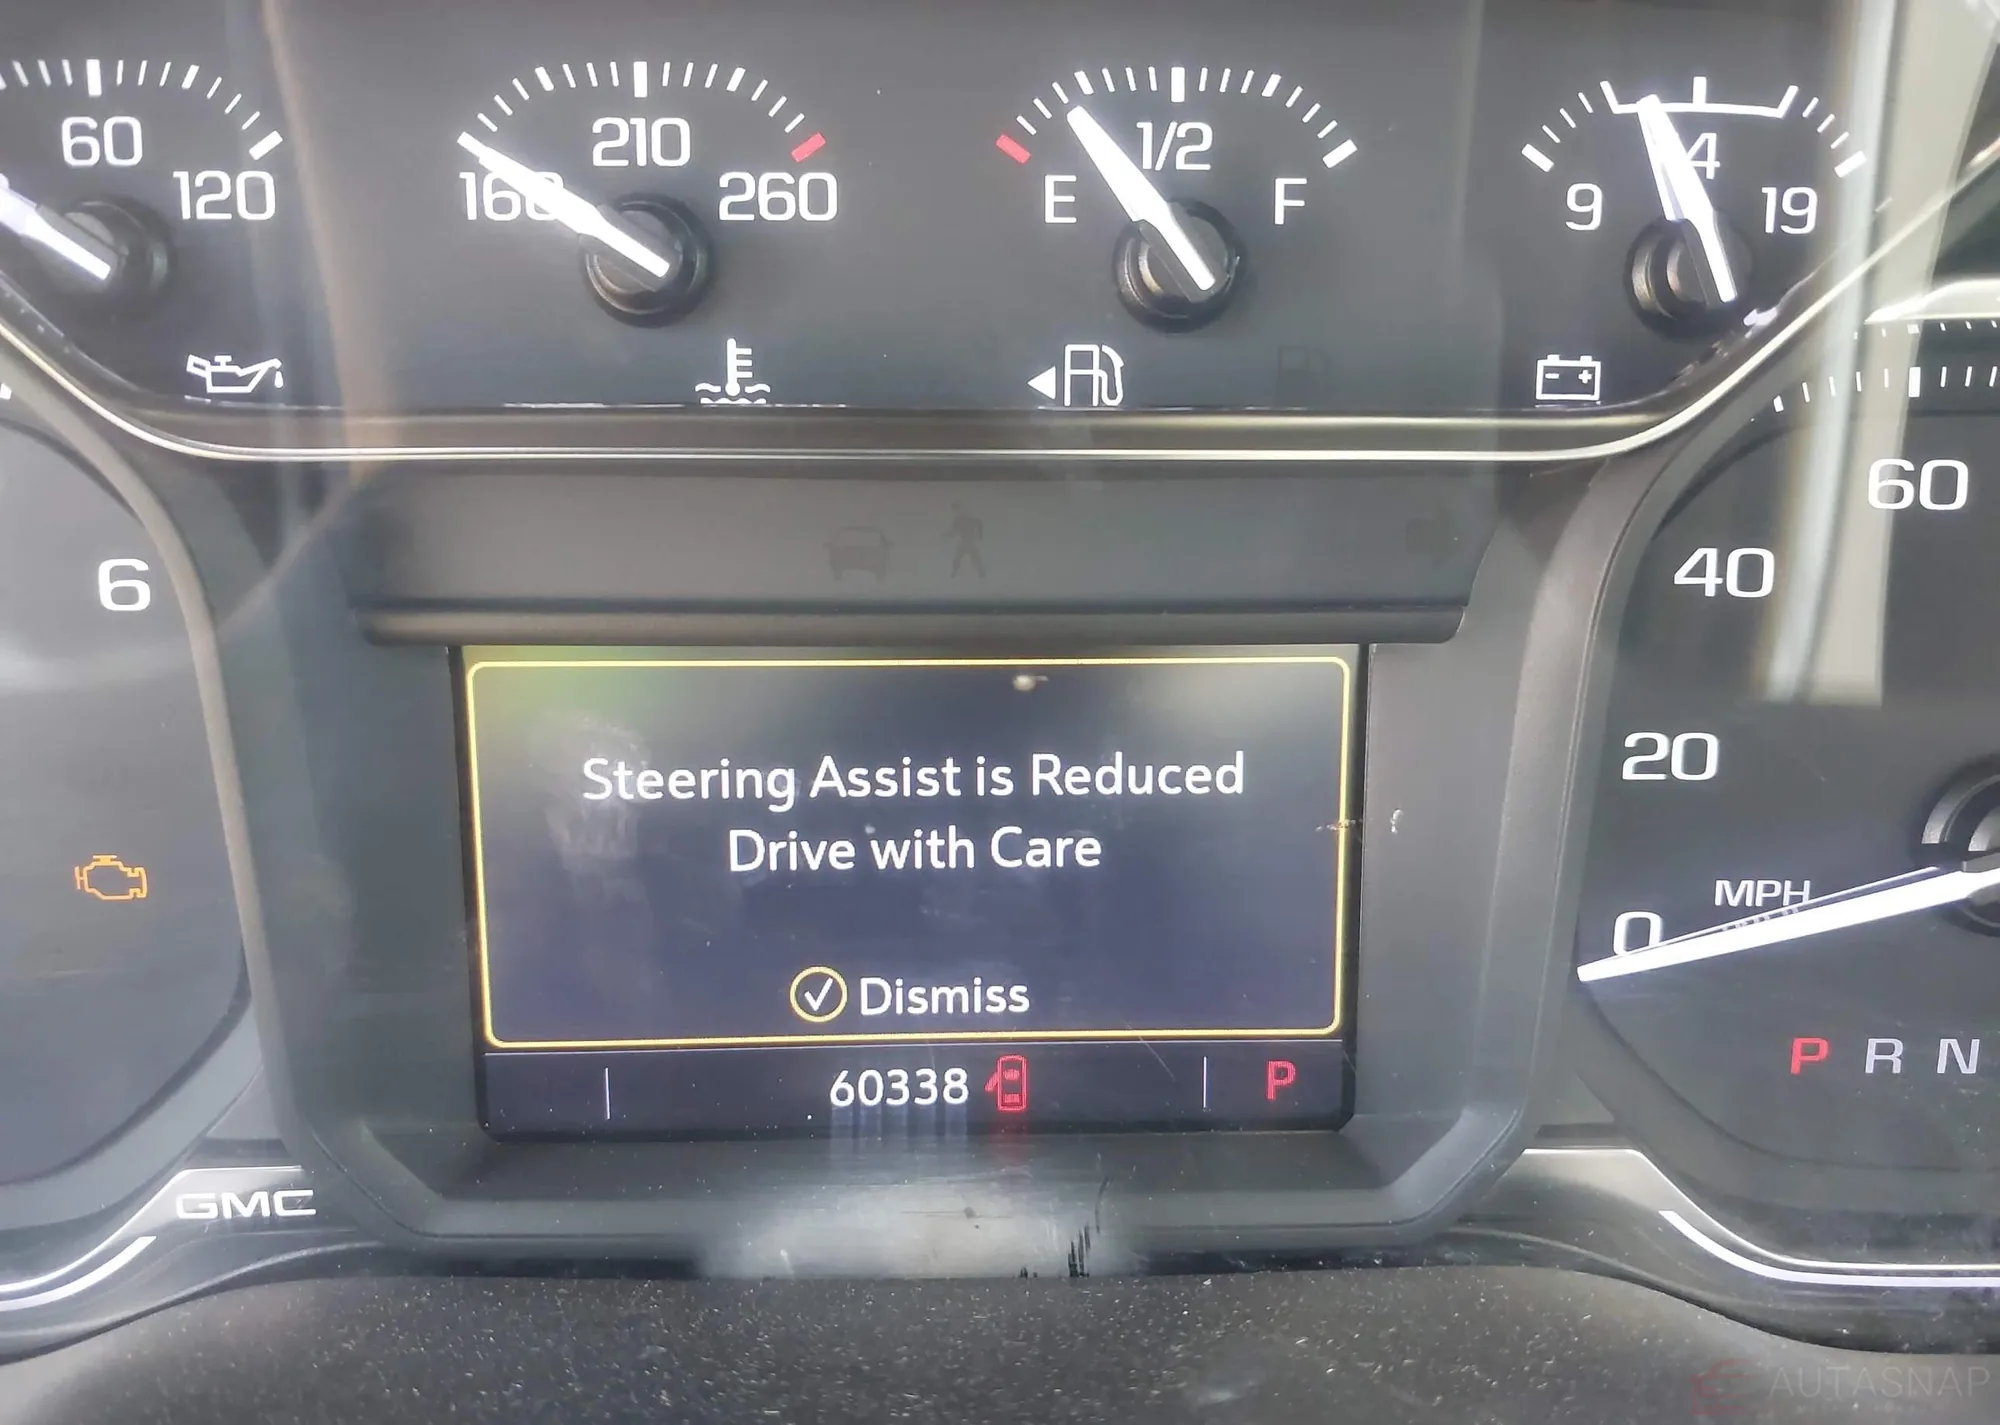 60
120
160
210
260
E
1/2
F
9
14
19
6
60
40
20
0
MPH
Steering Assist is Reduced
Drive with Care
Dismiss
60338
P
P R N
GMC
AUTASNAP